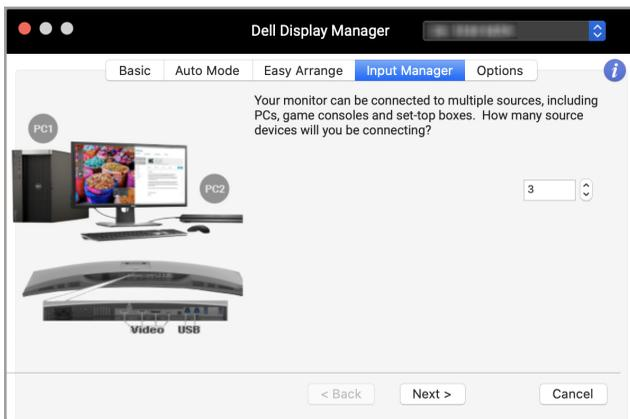 Dell Display Manager
Basic Auto Mode Easy Arrange Input Manager Options i
Your monitor can be connected to multiple sources, including
PCs, game consoles and set-top boxes. How many source
devices will you be connecting?
PC1
PC2
3
Video USB
< Back Next > Cancel